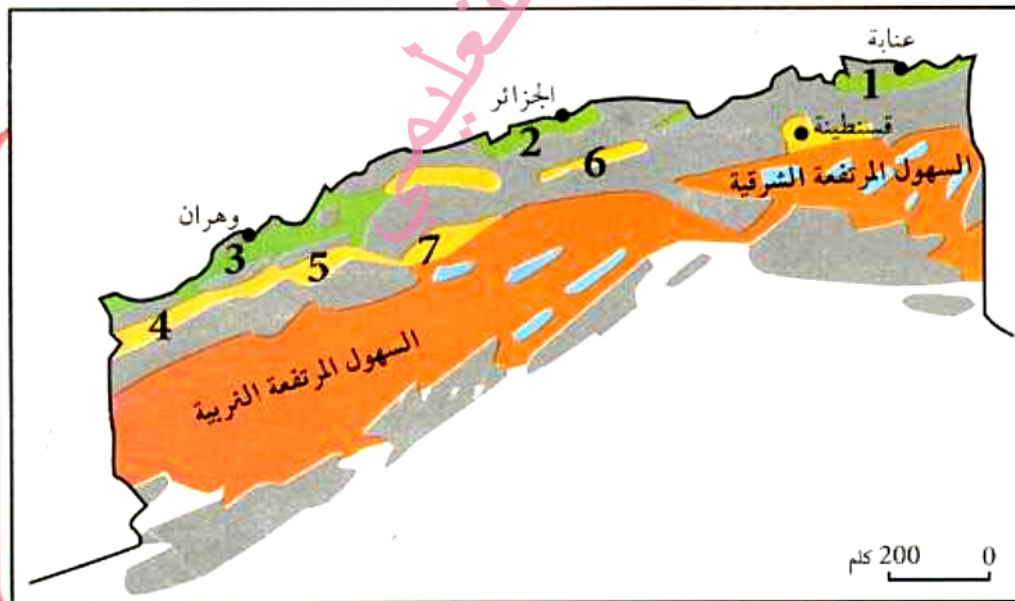 عنابة
1
الجزائر
2
قسنطينة
6
السهول المرتفعة الشرقية
وهران
3
7
5
4
السهول المرتفعة الغربية
200 كلم
0